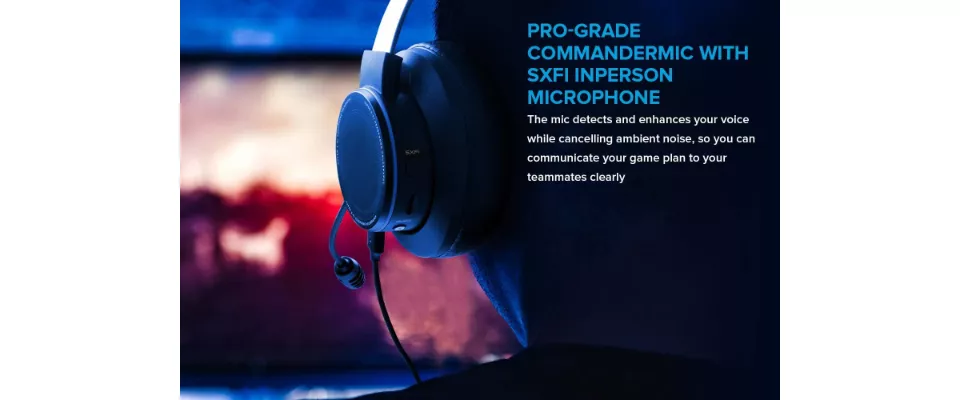 PRO-GRADE
COMMANDERMIC WITH
SXFI INPERSON
MICROPHONE
The mic detects and enhances your voice
while cancelling ambient noise, so you can
communicate your game plan to your
teammates clearly